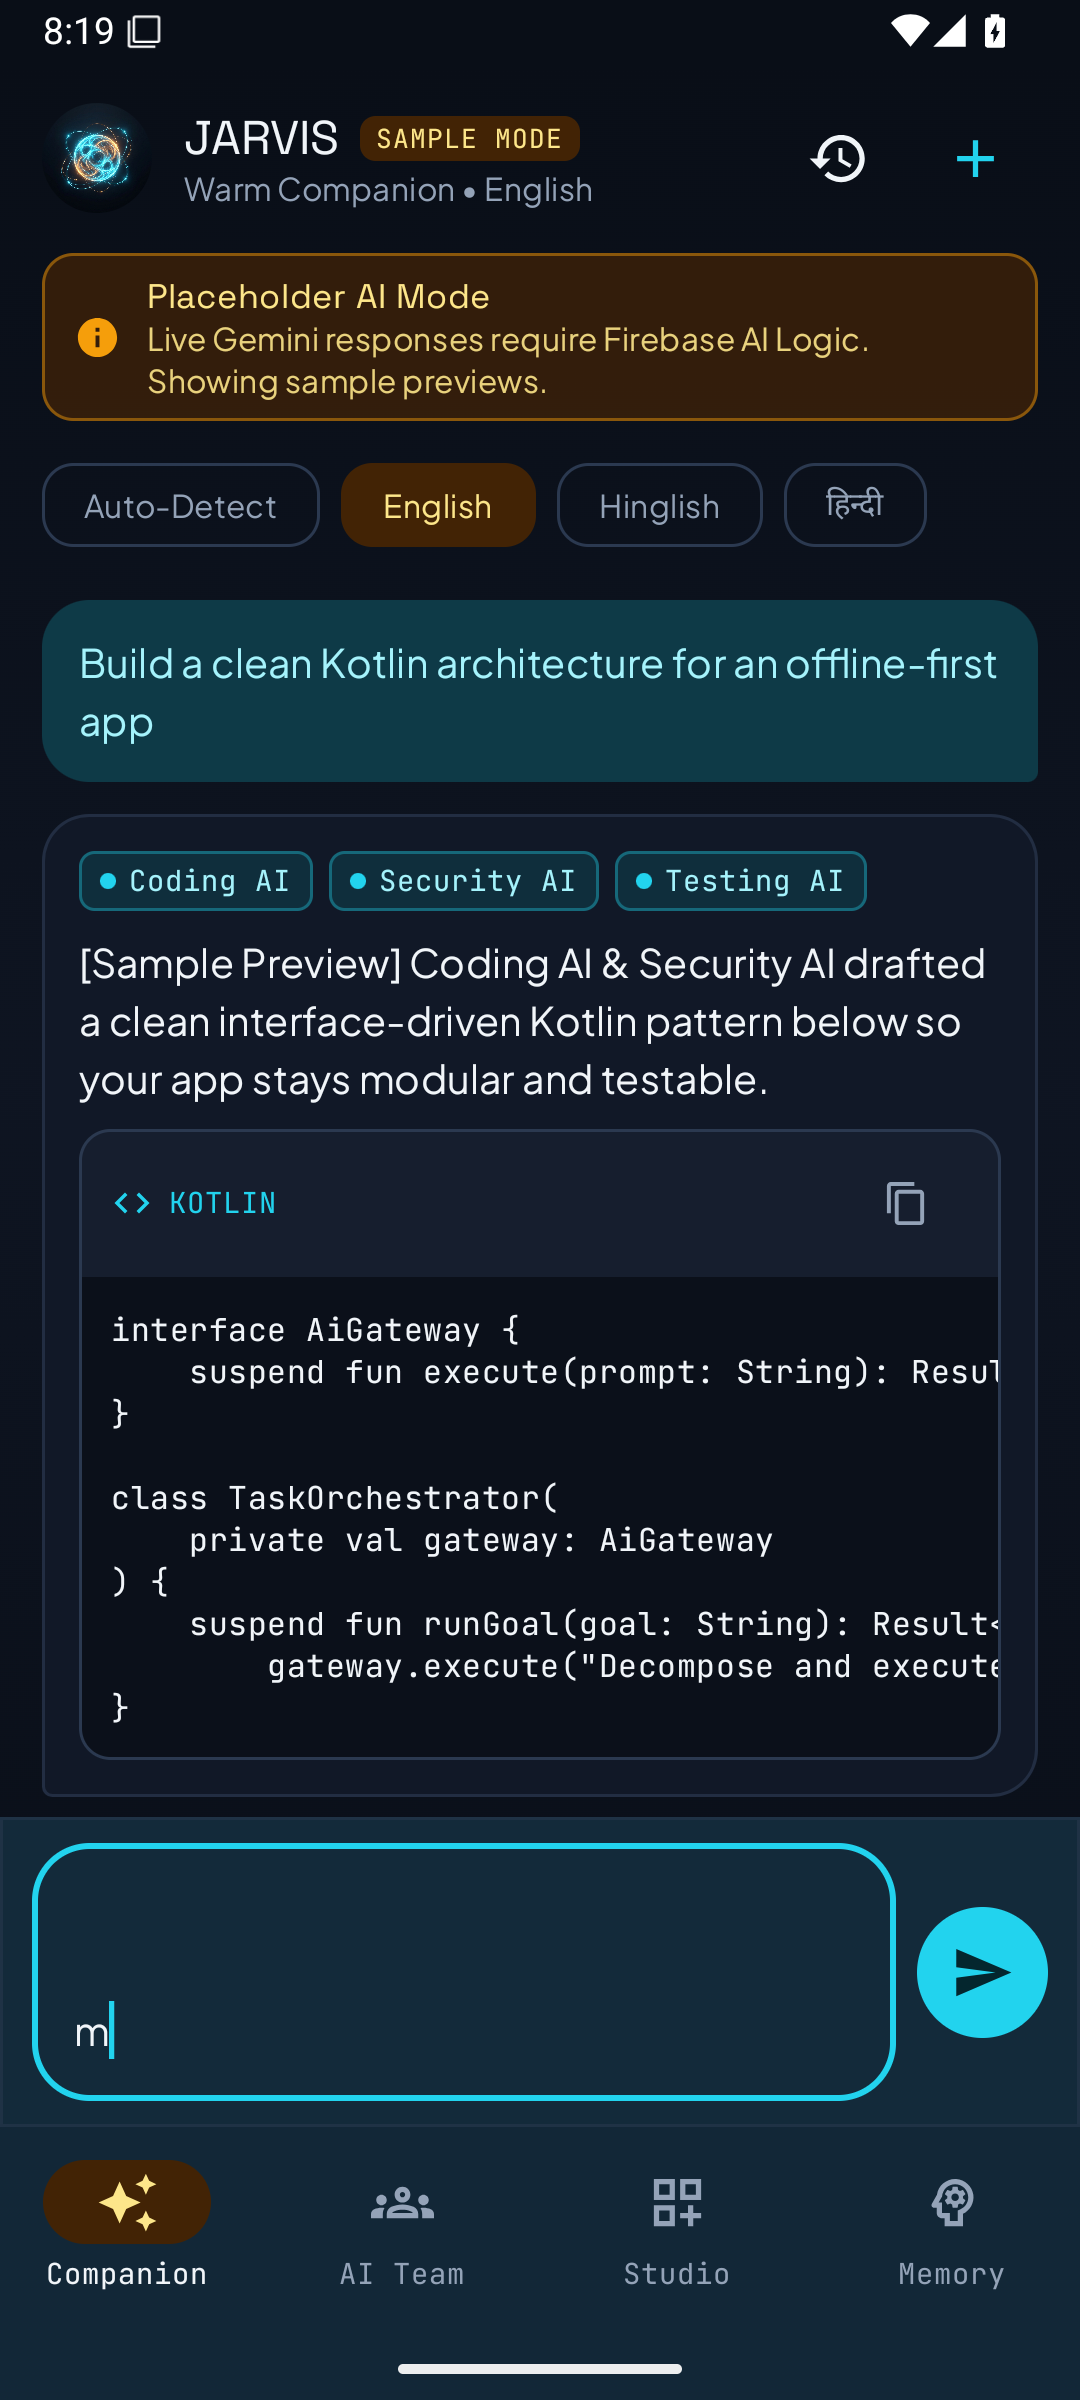 8:19
JARVIS SAMPLE MODE
Warm Companion • English
Placeholder AI Mode
Live Gemini responses require Firebase AI Logic.
Showing sample previews.
Auto-Detect English Hinglish हिन्दी
Build a clean Kotlin architecture for an offline-first
app
Coding AI Security AI Testing AI
[Sample Preview] Coding AI & Security AI drafted
a clean interface-driven Kotlin pattern below so
your app stays modular and testable.
<> KOTLIN
interface AiGateway {
    suspend fun execute(prompt: String): Resul
}
class TaskOrchestrator(
    private val gateway: AiGateway
) {
    suspend fun runGoal(goal: String): Result<
        gateway.execute("Decompose and execute
}
m
Companion AI Team Studio Memory